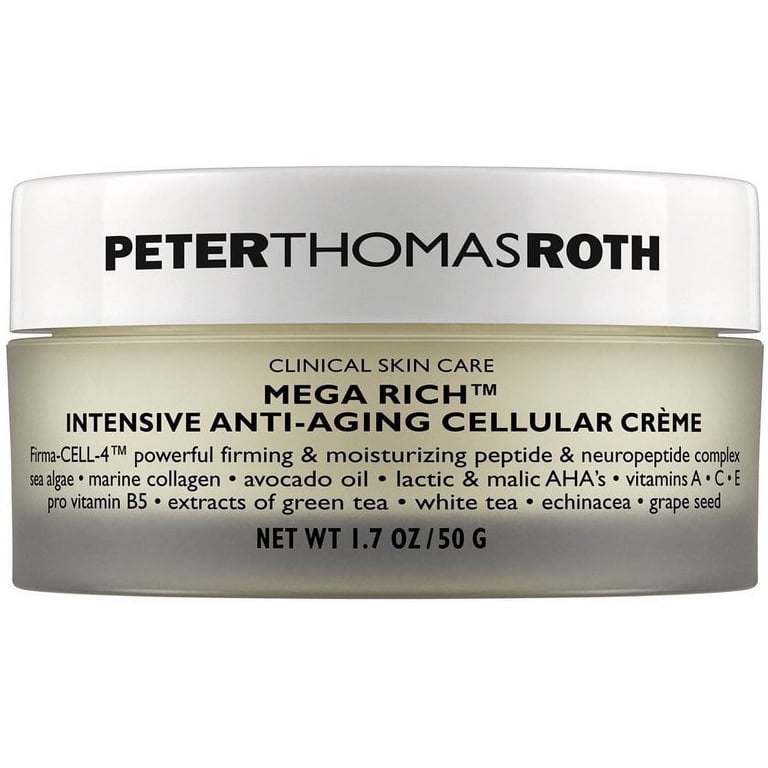 PETERTHOMASROTH
CLINICAL SKIN CARE
MEGA RICH™
INTENSIVE ANTI-AGING CELLULAR CRÈME
Firma-CELL-4™ powerful firming & moisturizing peptide & neuropeptide complex
sea algae • marine collagen • avocado oil • lactic & malic AHA's • vitamins A • C • E
pro vitamin B5 • extracts of green tea • white tea • echinacea • grape seed
NET WT 1.7 OZ/50 G